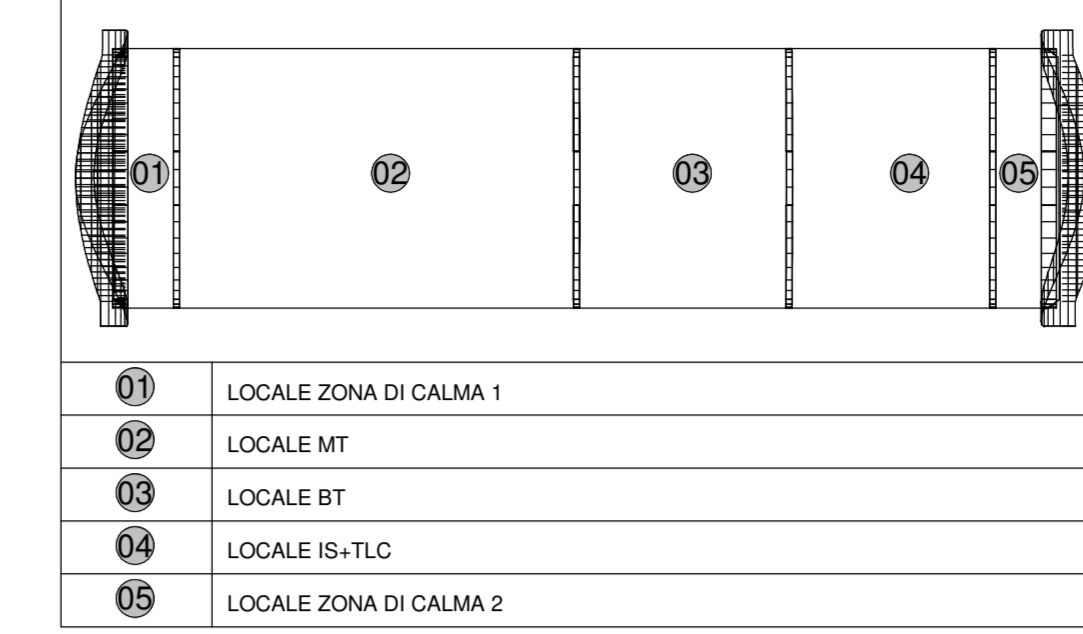 01 02 03 04 05
01 LOCALE ZONA DI CALMA 1
02 LOCALE MT
03 LOCALE BT
04 LOCALE IS+TLC
05 LOCALE ZONA DI CALMA 2